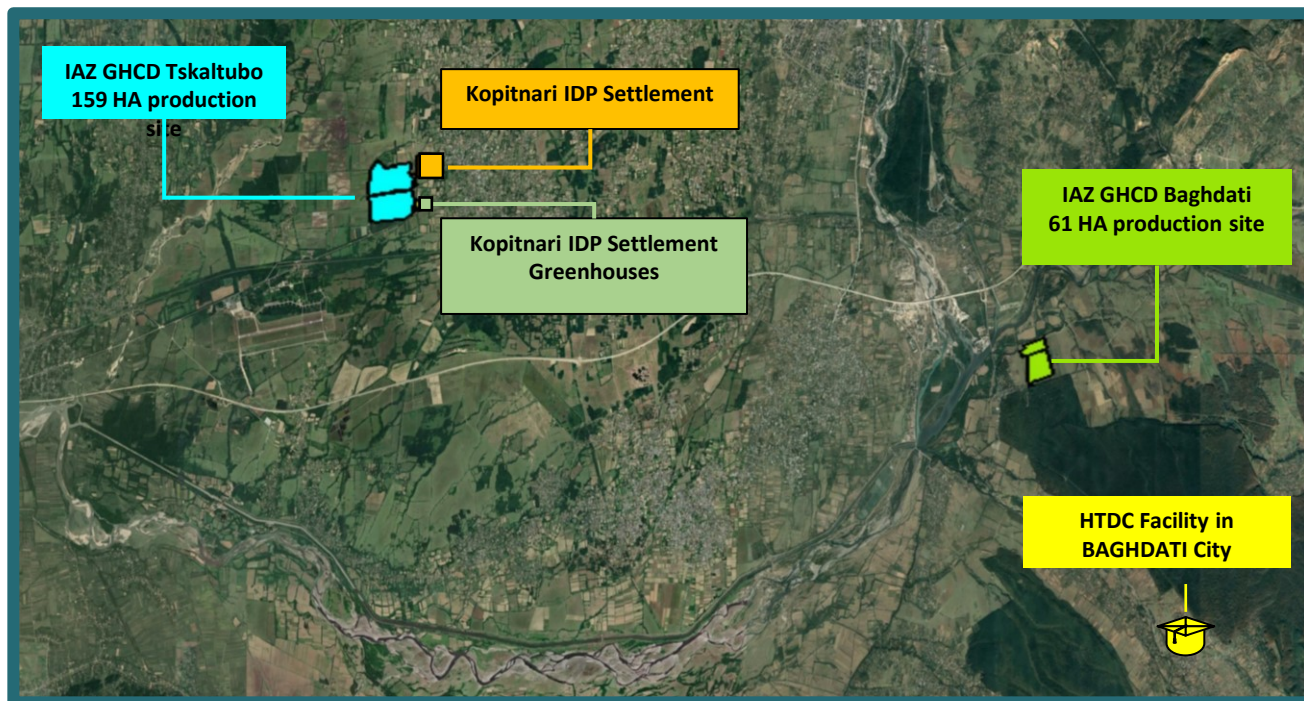 IAZ GHCD Tskaltubo
159 HA production
site
Kopitnari IDP Settlement
Kopitnari IDP Settlement
Greenhouses
IAZ GHCD Baghdati
61 HA production site
HTDC Facility in
BAGHDATI City